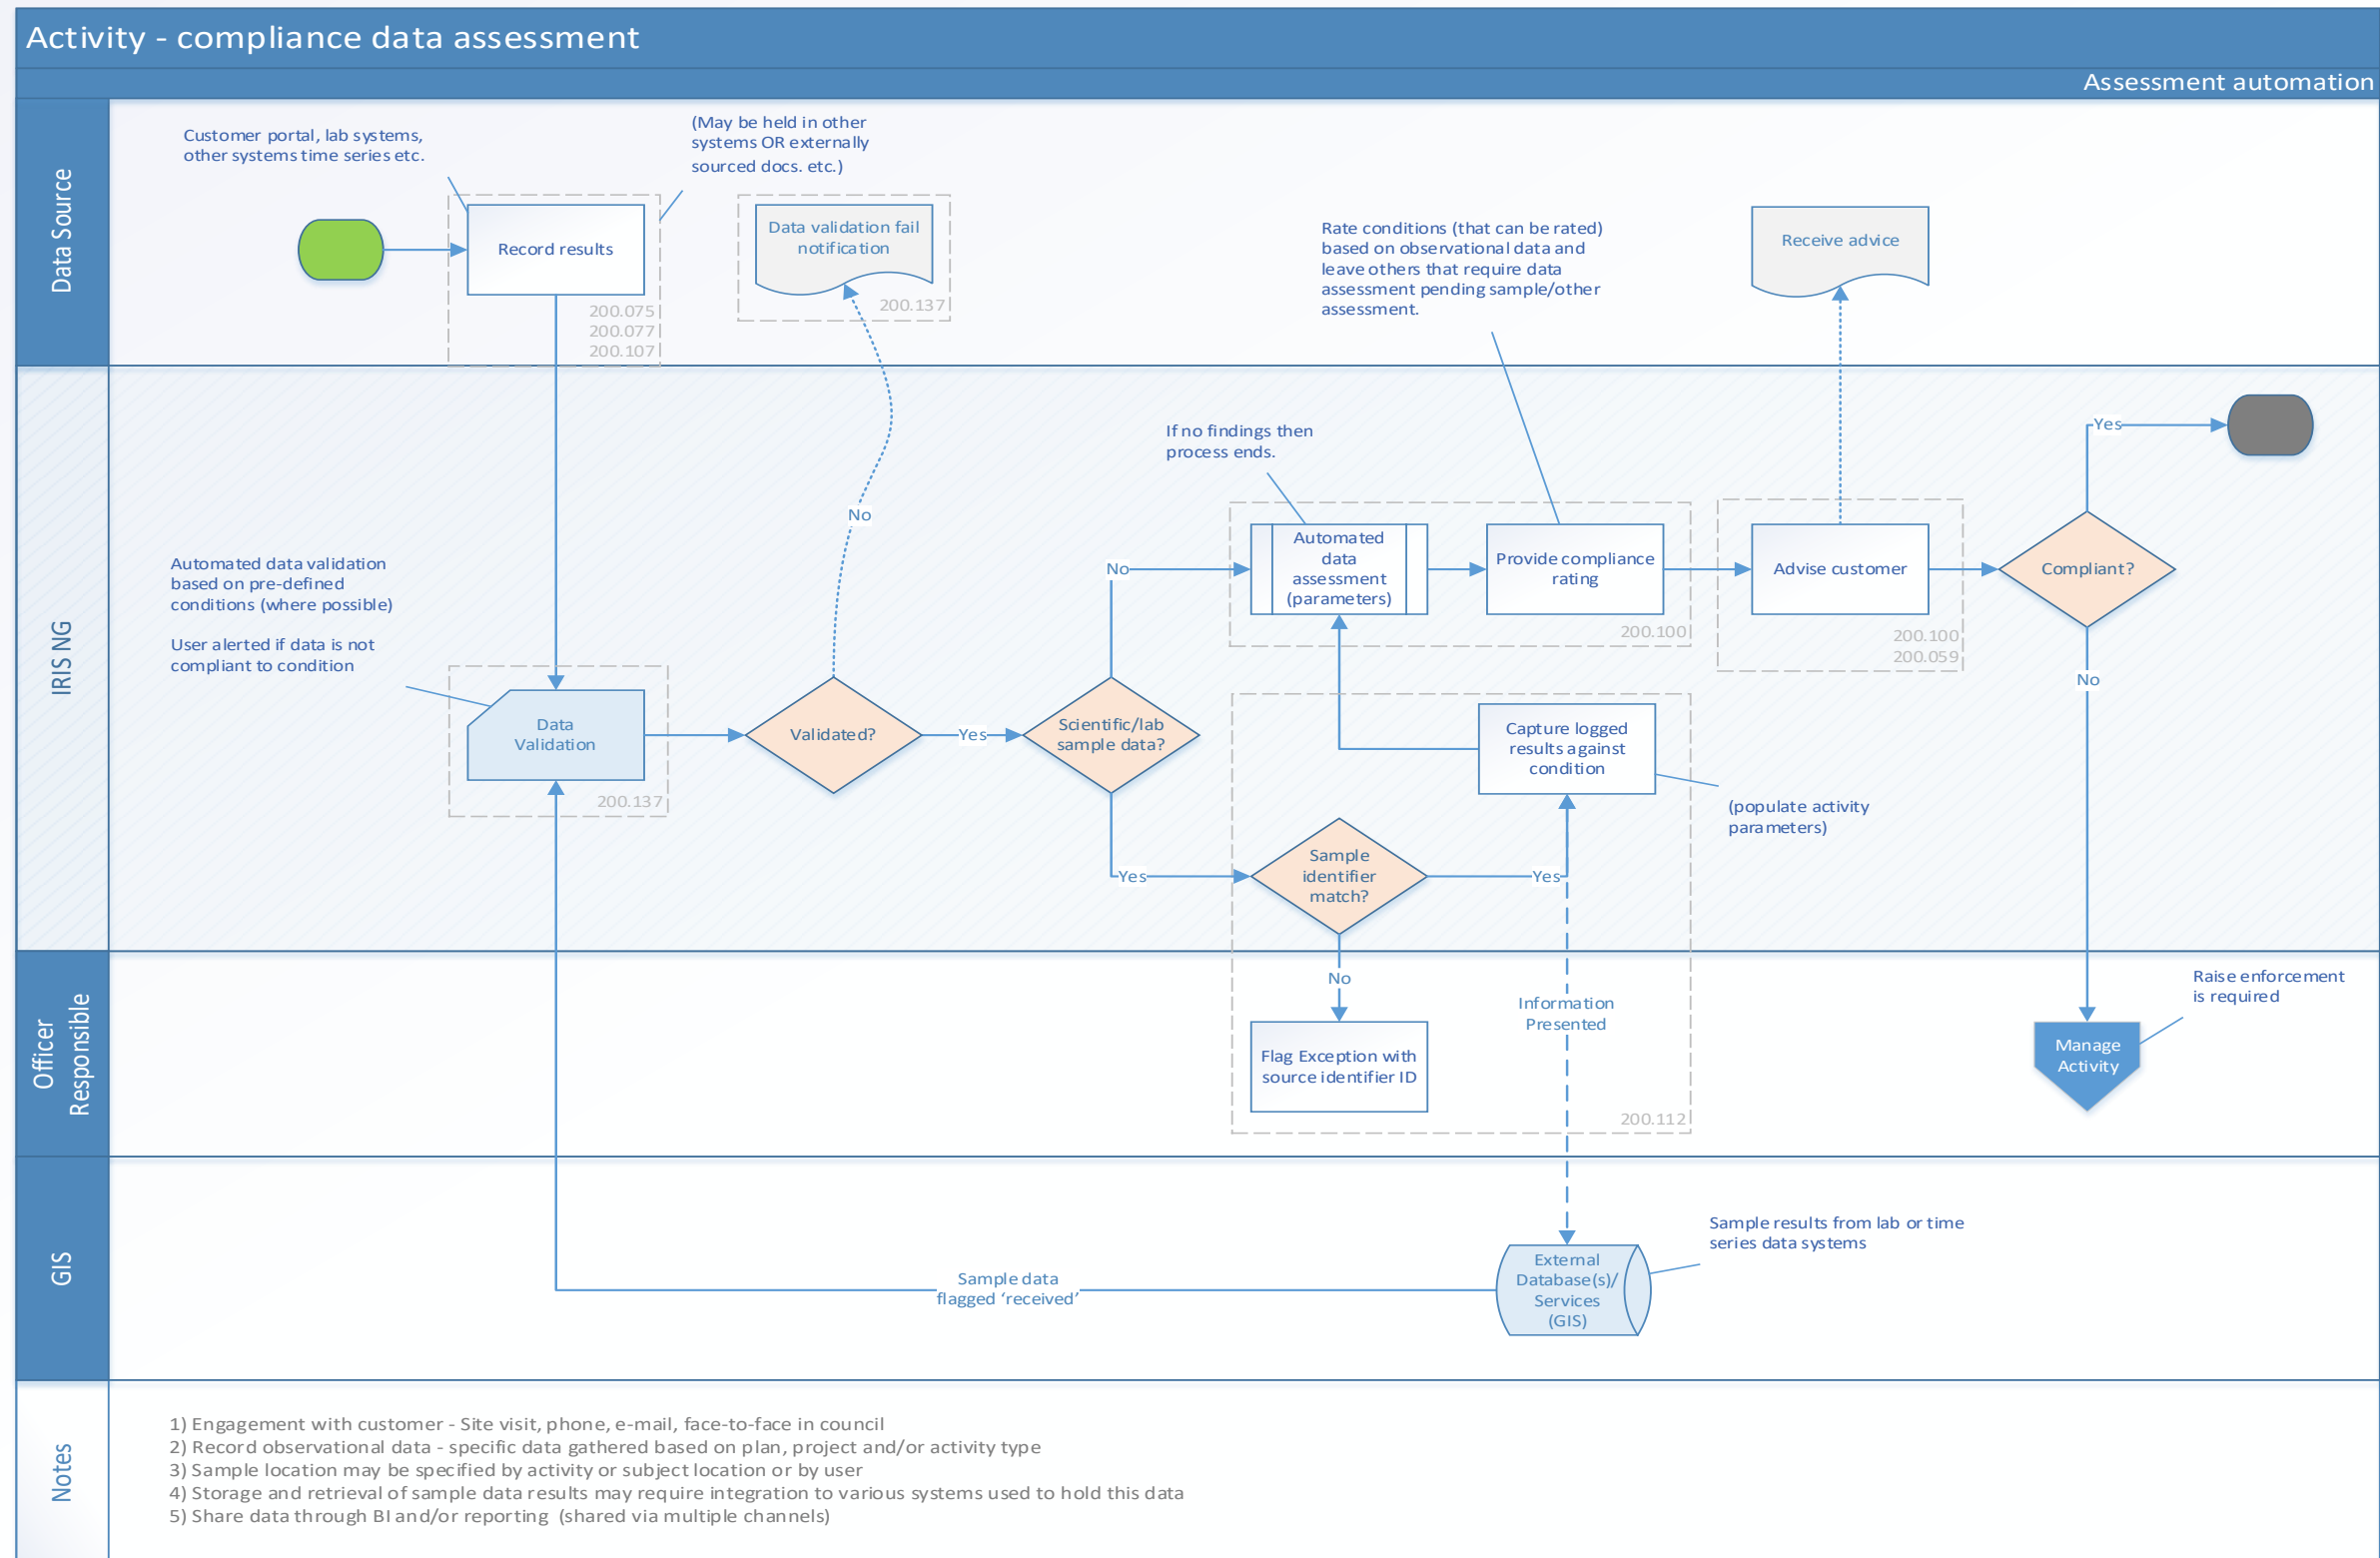 Activity - compliance data assessment
Assessment automation
Data Source
Customer portal, lab systems,
other systems time series etc.
(May be held in other
systems OR externally
sourced docs. etc.)
Record results
200.075
200.077
200.107
Data validation fail
notification
200.137
Rate conditions (that can be rated)
based on observational data and
leave others that require data
assessment pending sample/other
assessment.
Receive advice
IRIS NG
Automated data validation
based on pre-defined
conditions (where possible)
User alerted if data is not
compliant to condition
Data
Validation
200.137
Validated?
No
Yes
Scientific/lab
sample data?
No
Yes
If no findings then
process ends.
Automated
data
assessment
(parameters)
Provide compliance
rating
200.100
Advise customer
200.100
200.059
Compliant?
Yes
No
Capture logged
results against
condition
(populate activity
parameters)
Sample
identifier
match?
Yes
No
Officer
Responsible
Flag Exception with
source identifier ID
Information
Presented
200.112
Manage
Activity
Raise enforcement
is required
GIS
Sample data
flagged ‘received’
External
Database(s)/
Services
(GIS)
Sample results from lab or time
series data systems
Notes
1) Engagement with customer - Site visit, phone, e-mail, face-to-face in council
2) Record observational data - specific data gathered based on plan, project and/or activity type
3) Sample location may be specified by activity or subject location or by user
4) Storage and retrieval of sample data results may require integration to various systems used to hold this data
5) Share data through BI and/or reporting (shared via multiple channels)